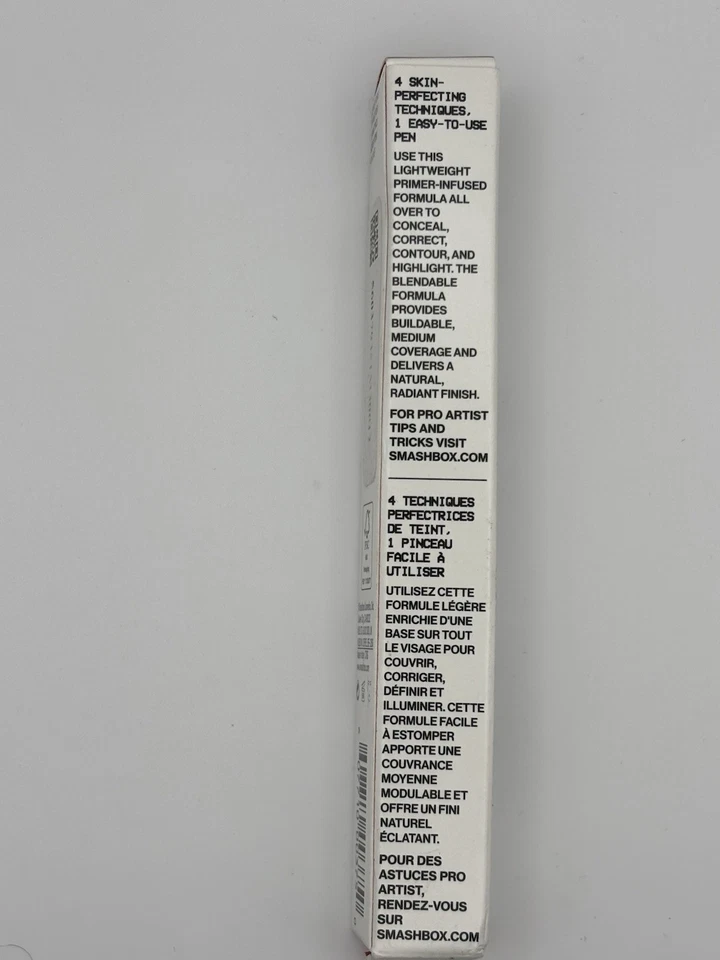 4 SKIN-
PERFECTING
TECHNIQUES,
1 EASY-TO-USE
PEN
USE THIS
LIGHTWEIGHT
PRIMER-INFUSED
FORMULA ALL
OVER TO
CONCEAL,
CORRECT,
CONTOUR, AND
HIGHLIGHT. THE
BLENDABLE
FORMULA
PROVIDES
BUILDABLE,
MEDIUM
COVERAGE AND
DELIVERS A
NATURAL,
RADIANT FINISH.
FOR PRO ARTIST
TIPS AND
TRICKS VISIT
SMASHBOX.COM
4 TECHNIQUES
PERFECTRICES
DE TEINT,
1 PINCEAU
FACILE À
UTILISER
UTILISEZ CETTE
FORMULE LÉGÈRE
ENRICHIE D'UNE
BASE SUR TOUT
LE VISAGE POUR
COUVRIR,
CORRIGER,
DÉFINIR ET
ILLUMINER. CETTE
FORMULE FACILE
À ESTOMPER
APPORTE UNE
COUVRANCE
MOYENNE
MODULABLE ET
OFFRE UN FINI
NATUREL
ÉCLATANT.
POUR DES
ASTUCES PRO
ARTIST,
RENDEZ-VOUS
SUR
SMASHBOX.COM